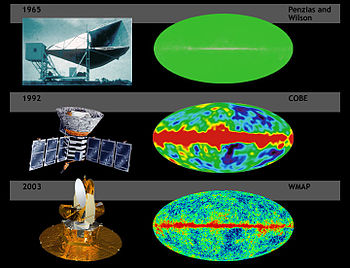 1965
Penzias and
Wilson
1992
COBE
2003
WMAP